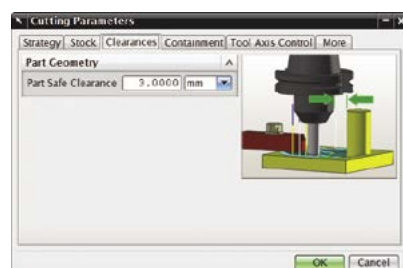 Cutting Parameters
Strategy Stock Clearances Containment Tool Axis Control More
Part Geometry
Part Safe Clearance 3.0000 mm
OK Cancel